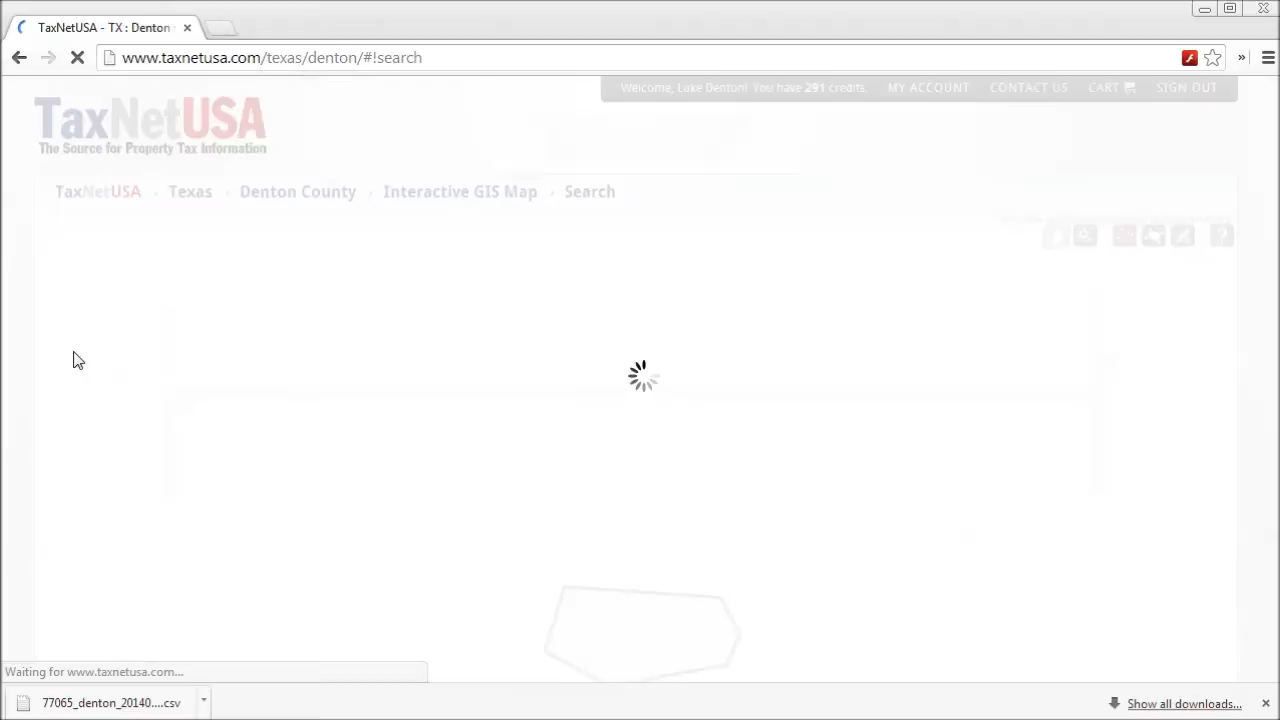 TaxNetUSA - TX : Denton
www.taxnetusa.com/texas/denton/#!search
Welcome, Luke Denton! You have 291 credits. MY ACCOUNT CONTACT US CART SIGN OUT
TaxNetUSA
The Source for Property Tax Information
TaxNetUSA Texas Denton County Interactive GIS Map Search
?
Waiting for www.taxnetusa.com...
77065_denton_20140....csv
Show all downloads...